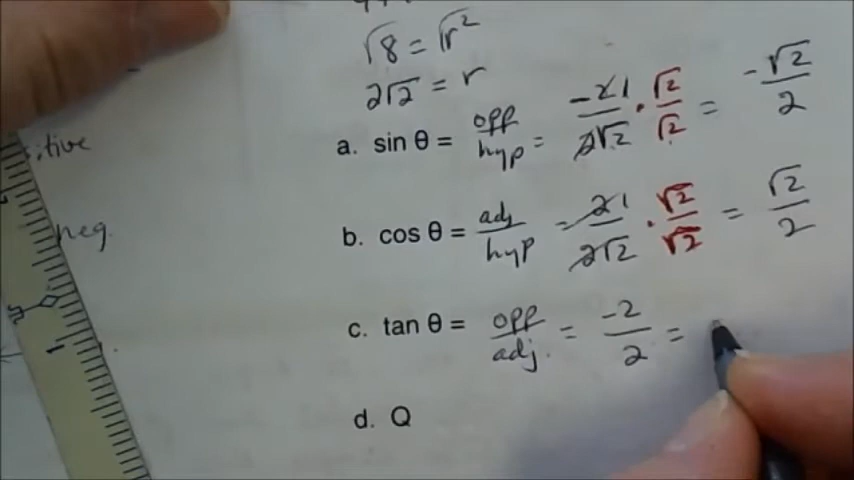 √8 = √r²
2√2 = r
itive
a. sin θ = opp/hyp = -2 1/2√2 · √2/√2 = -√2/2
neg.
b. cos θ = adj/hyp = 2 1/2√2 · √2/√2 = √2/2
c. tan θ = opp/adj. = -2/2 =
d. Q